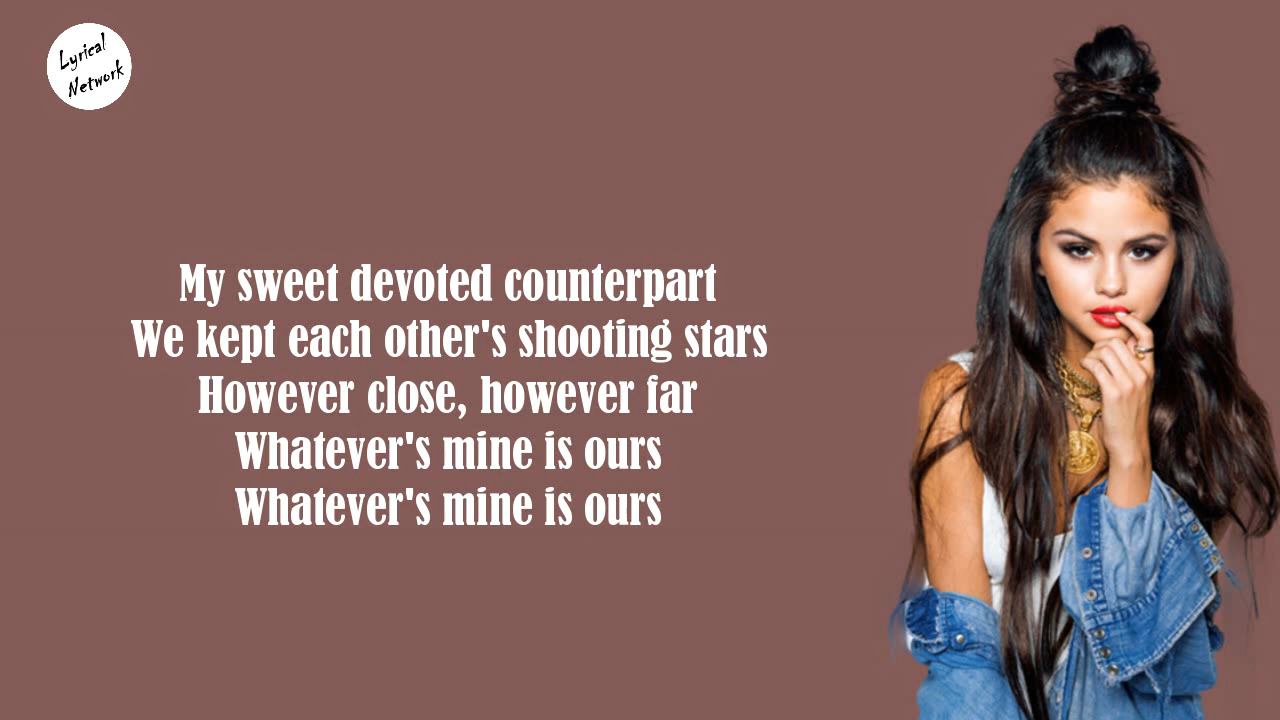 Lyrical
Network
My sweet devoted counterpart
We kept each other's shooting stars
However close, however far
Whatever's mine is ours
Whatever's mine is ours